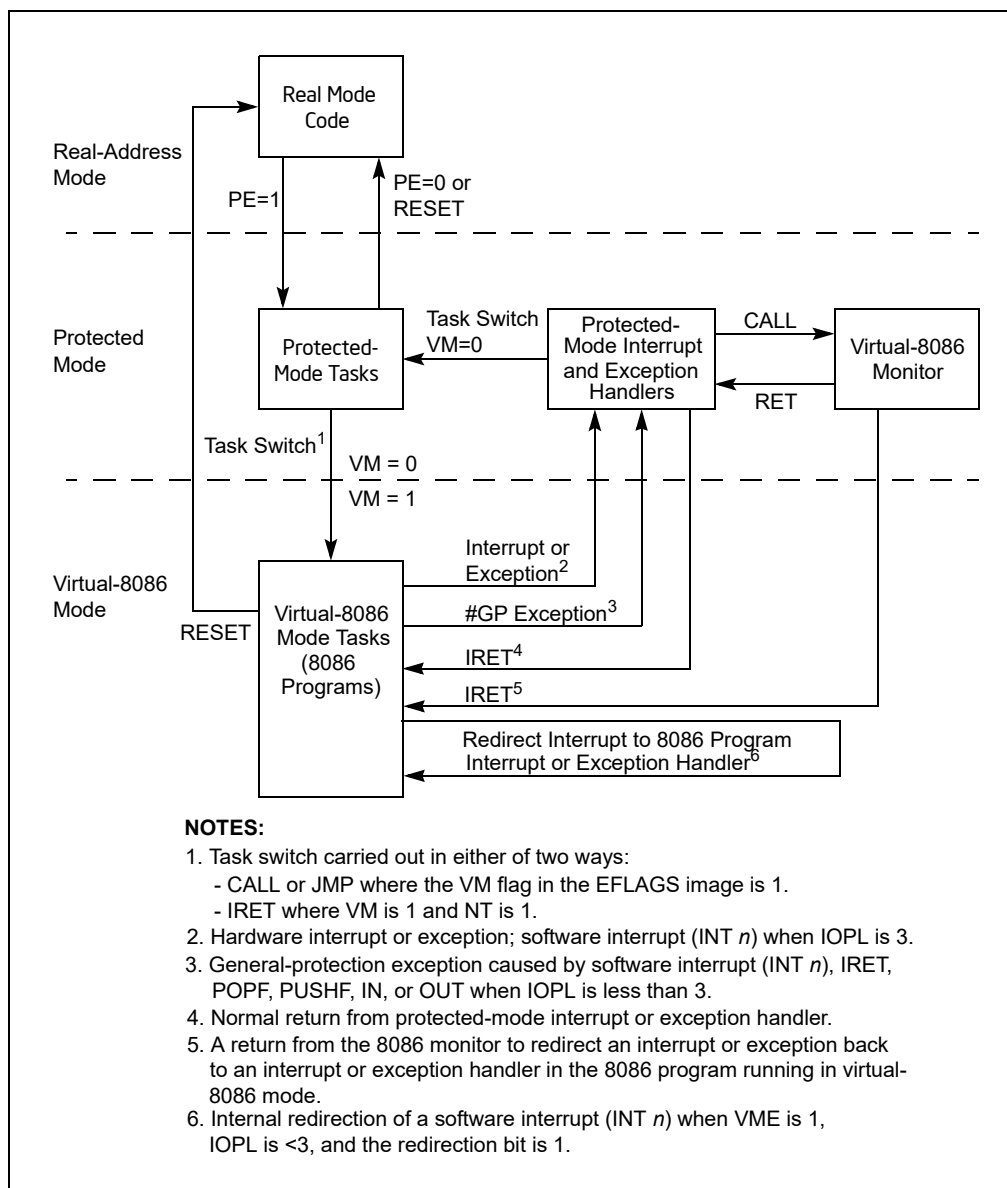 Real Mode
Code
Real-Address
Mode
PE=1
PE=0 or
RESET
Protected
Mode
Protected-
Mode Tasks
Task Switch
VM=0
Protected-
Mode Interrupt
and Exception
Handlers
CALL
RET
Virtual-8086
Monitor
Task Switch1
VM = 0
VM = 1
Virtual-8086
Mode
RESET
Virtual-8086
Mode Tasks
(8086
Programs)
Interrupt or
Exception2
#GP Exception3
IRET4
IRET5
Redirect Interrupt to 8086 Program
Interrupt or Exception Handler6
NOTES:
1. Task switch carried out in either of two ways:
- CALL or JMP where the VM flag in the EFLAGS image is 1.
- IRET where VM is 1 and NT is 1.
2. Hardware interrupt or exception; software interrupt (INT n) when IOPL is 3.
3. General-protection exception caused by software interrupt (INT n), IRET,
POPF, PUSHF, IN, or OUT when IOPL is less than 3.
4. Normal return from protected-mode interrupt or exception handler.
5. A return from the 8086 monitor to redirect an interrupt or exception back
to an interrupt or exception handler in the 8086 program running in virtual-
8086 mode.
6. Internal redirection of a software interrupt (INT n) when VME is 1,
IOPL is <3, and the redirection bit is 1.